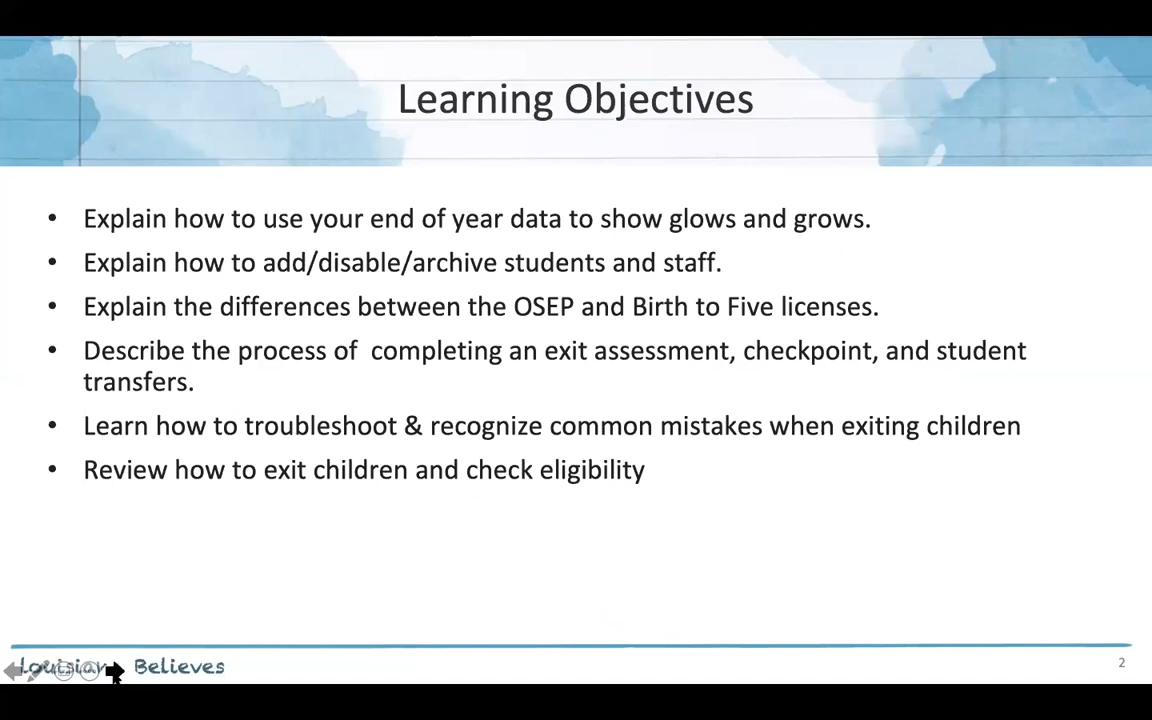 Learning Objectives
• Explain how to use your end of year data to show glows and grows.
• Explain how to add/disable/archive students and staff.
• Explain the differences between the OSEP and Birth to Five licenses.
• Describe the process of  completing an exit assessment, checkpoint, and student
transfers.
• Learn how to troubleshoot & recognize common mistakes when exiting children
• Review how to exit children and check eligibility
Believes
2